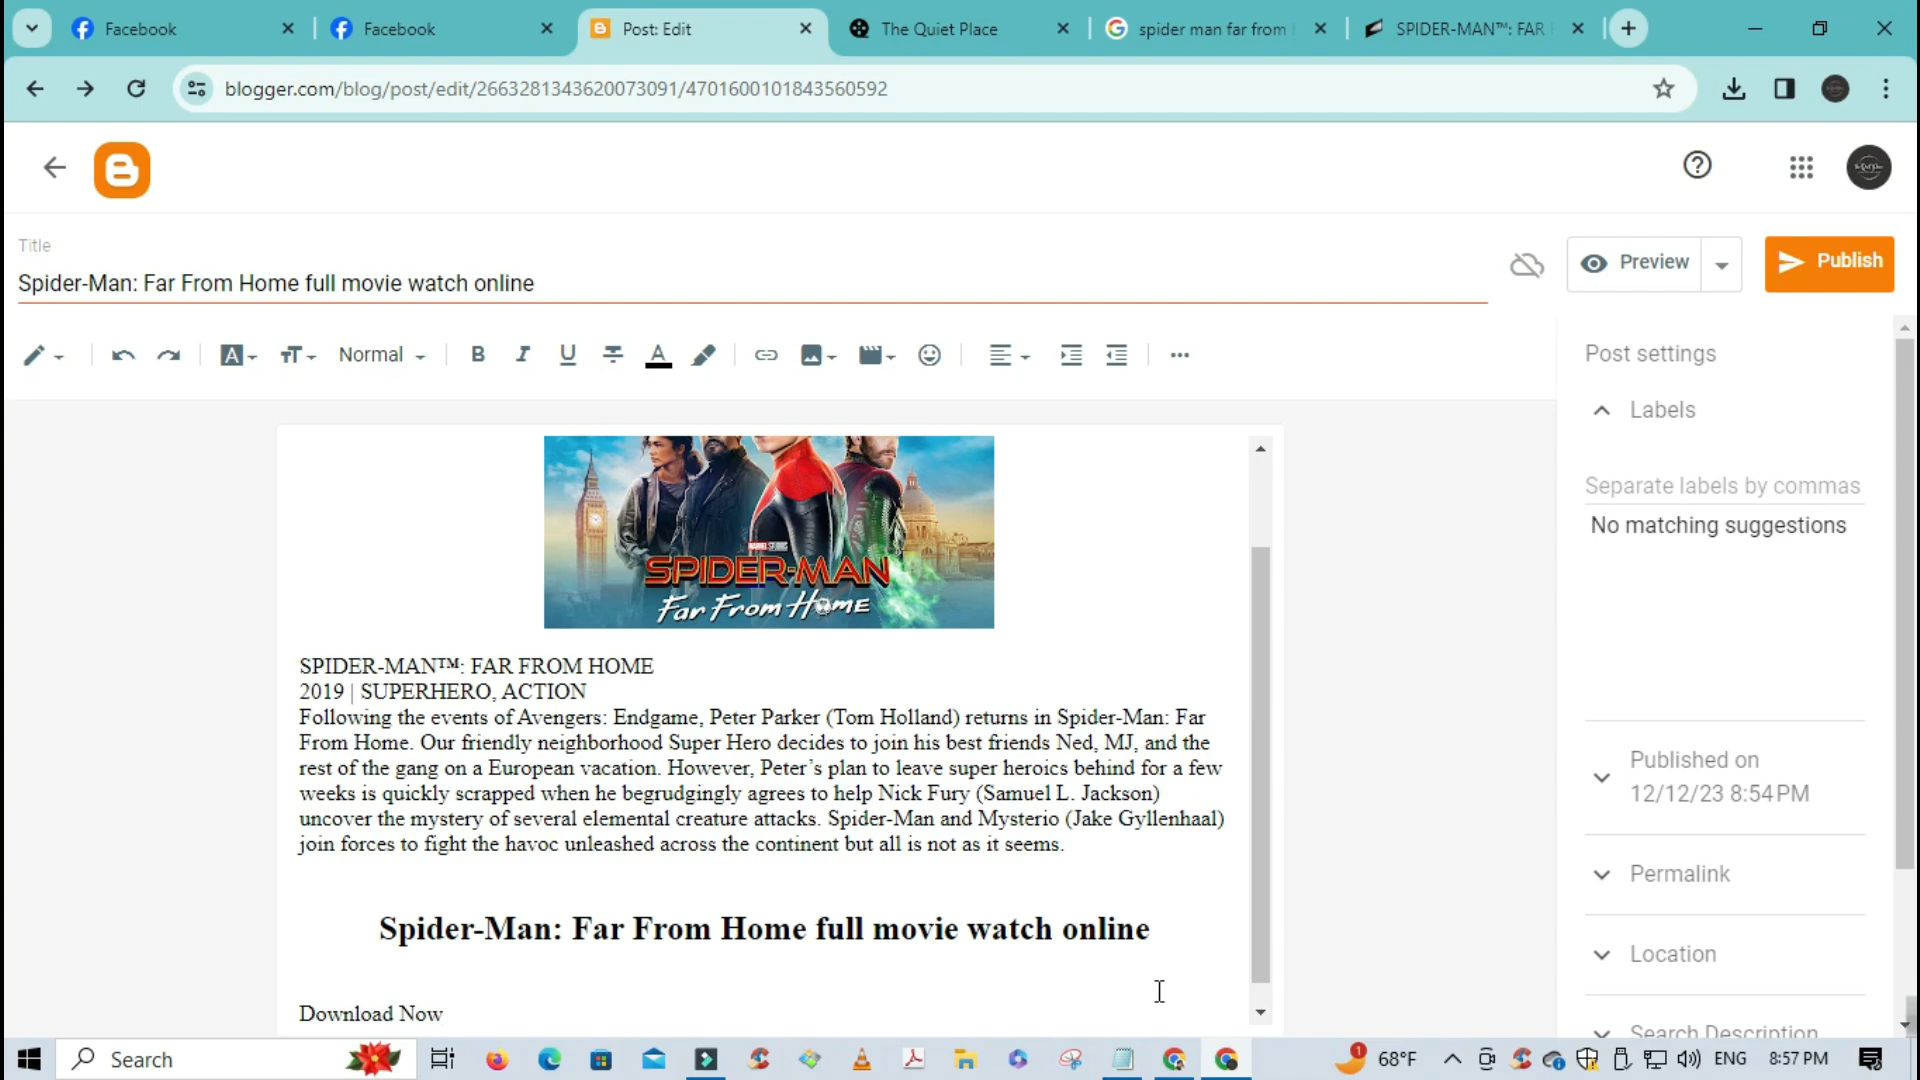 Facebook
Facebook
Post: Edit
The Quiet Place
spider man far from
SPIDER-MAN™: FAR
blogger.com/blog/post/edit/2663281343620073091/4701600101843560592
Title
Spider-Man: Far From Home full movie watch online
Preview
Publish
Normal
Post settings
Labels
Separate labels by commas
No matching suggestions
Published on
12/12/23 8:54 PM
Permalink
Location
Search Description
MARVEL STUDIOS
SPIDER-MAN
Far From Home
SPIDER-MAN™: FAR FROM HOME
2019 | SUPERHERO, ACTION
Following the events of Avengers: Endgame, Peter Parker (Tom Holland) returns in Spider-Man: Far
From Home. Our friendly neighborhood Super Hero decides to join his best friends Ned, MJ, and the
rest of the gang on a European vacation. However, Peter’s plan to leave super heroics behind for a few
weeks is quickly scrapped when he begrudgingly agrees to help Nick Fury (Samuel L. Jackson)
uncover the mystery of several elemental creature attacks. Spider-Man and Mysterio (Jake Gyllenhaal)
join forces to fight the havoc unleashed across the continent but all is not as it seems.
Spider-Man: Far From Home full movie watch online
Download Now
Search
1
68°F
ENG
8:57 PM